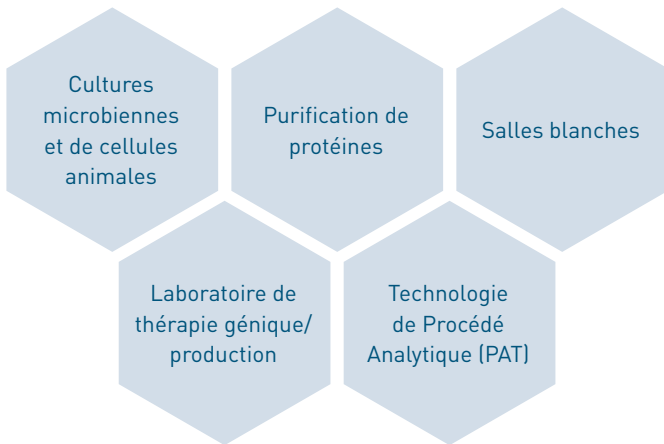 Cultures
microbiennes
et de cellules
animales
Purification de
protéines
Salles blanches
Laboratoire de
thérapie génique/
production
Technologie
de Procédé
Analytique (PAT)